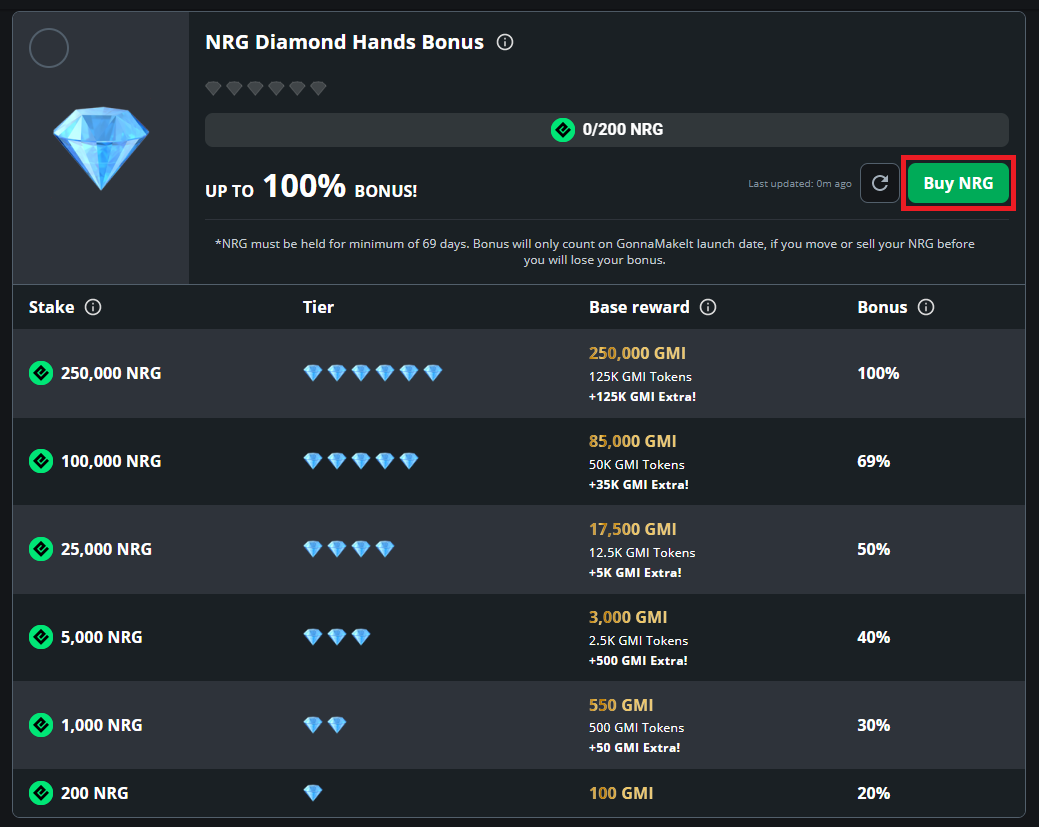 NRG Diamond Hands Bonus
0/200 NRG
UP TO 100% BONUS!
Last updated: 0m ago
Buy NRG
*NRG must be held for minimum of 69 days. Bonus will only count on GonnaMakeIt launch date, if you move or sell your NRG before
you will lose your bonus.
Stake Tier Base reward Bonus
250,000 NRG
250,000 GMI
125K GMI Tokens
+125K GMI Extra!
100%
100,000 NRG
85,000 GMI
50K GMI Tokens
+35K GMI Extra!
69%
25,000 NRG
17,500 GMI
12.5K GMI Tokens
+5K GMI Extra!
50%
5,000 NRG
3,000 GMI
2.5K GMI Tokens
+500 GMI Extra!
40%
1,000 NRG
550 GMI
500 GMI Tokens
+50 GMI Extra!
30%
200 NRG
100 GMI
20%